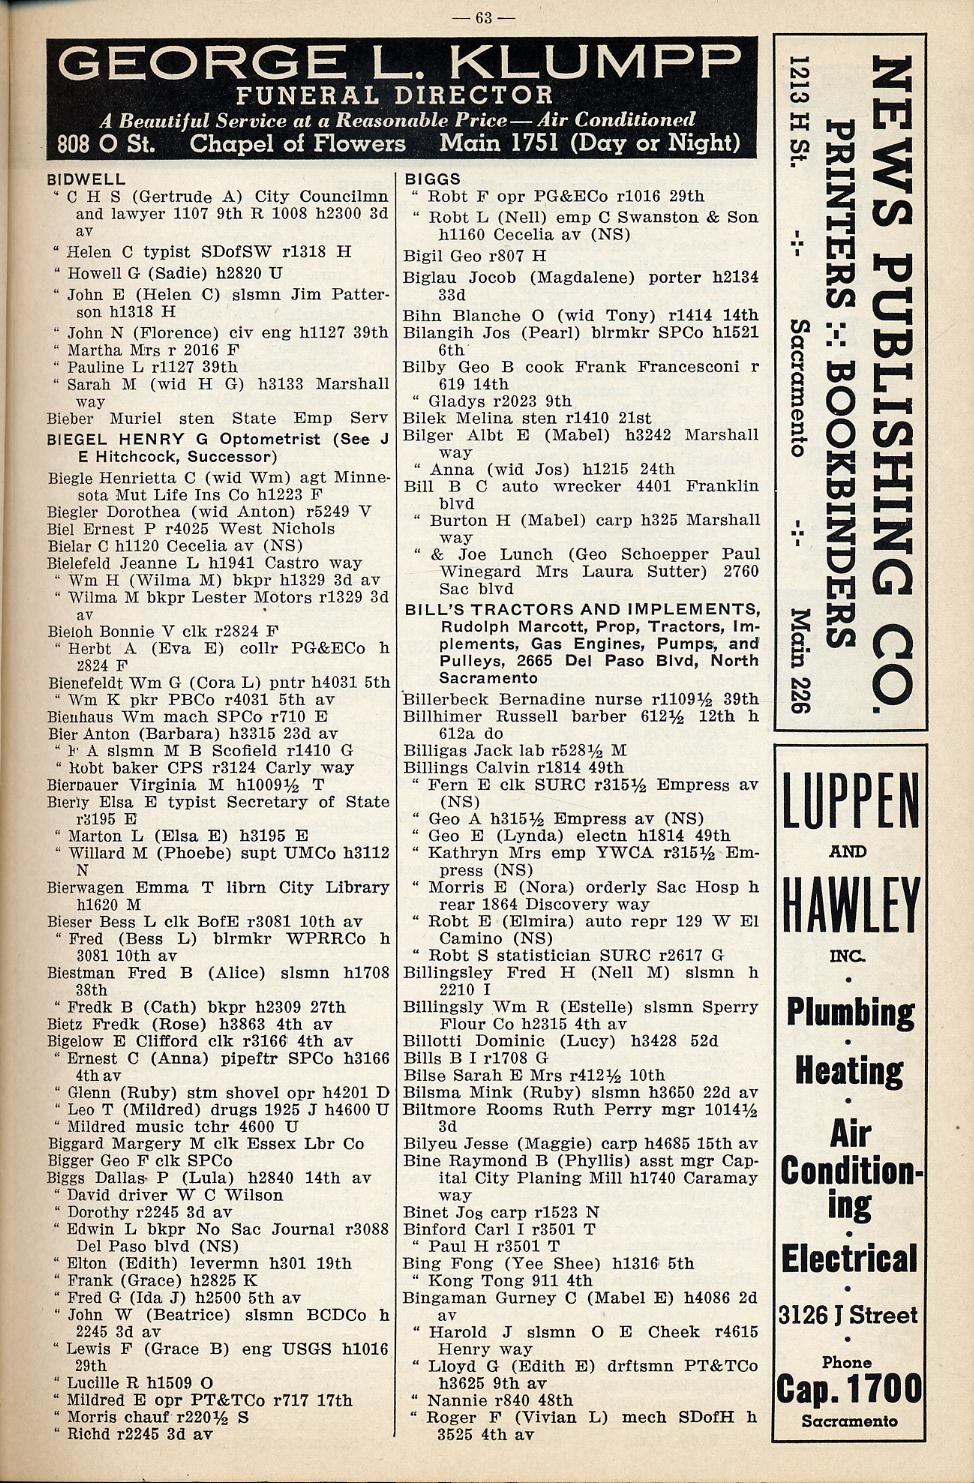 — 63 —
GEORGE L. KLUMPP
FUNERAL DIRECTOR
A Beautiful Service at a Reasonable Price — Air Conditioned
808 O St. Chapel of Flowers Main 1751 (Day or Night)
BIDWELL
“ C H S (Gertrude A) City Councilmn
and lawyer 1107 9th R 1008 h2300 3d
av
“ Helen C typist SDofSW r1318 H
“ Howell G (Sadie) h2820 U
“ John E (Helen C) slsmn Jim Patter-
son h1318 H
“ John N (Florence) civ eng h1127 39th
“ Martha Mrs r 2016 F
“ Pauline L r1127 39th
“ Sarah M (wid H G) h3133 Marshall
way
Bieber Muriel sten State Emp Serv
BIEGEL HENRY G Optometrist (See J
E Hitchcock, Successor)
Biegle Henrietta C (wid Wm) agt Minne-
sota Mut Life Ins Co h1223 F
Biegler Dorothea (wid Anton) r5249 V
Biel Ernest P r4025 West Nichols
Bielar C h1120 Cecelia av (NS)
Bielefeld Jeanne L h1941 Castro way
“ Wm H (Wilma M) bkpr h1329 3d av
“ Wilma M bkpr Lester Motors r1329 3d
av
Bieloh Bonnie V clk r2824 F
“ Herbt A (Eva E) collr PG&ECo h
2824 F
Bienefeldt Wm G (Cora L) pntr h4031 5th
“ Wm K pkr PBCo r4031 5th av
Bienhaus Wm mach SPCo r710 E
Bier Anton (Barbara) h3315 23d av
“ F A slsmn M B Scofield r1410 G
“ Robt baker CPS r3124 Carly way
Biernauer Virginia M h1009½ T
Bierly Elsa E typist Secretary of State
r3195 E
“ Marton L (Elsa E) h3195 E
“ Willard M (Phoebe) supt UMCo h3112
N
Bierwagen Emma T librn City Library
h1620 M
Bieser Bess L clk BofE r3081 10th av
“ Fred (Bess L) blrmkr WPRRCo h
3081 10th av
Biestman Fred B (Alice) slsmn h1708
38th
“ Fredk B (Cath) bkpr h2309 27th
Bietz Fredk (Rose) h3863 4th av
Bigelow E Clifford clk r3166 4th av
“ Ernest C (Anna) pipeftr SPCo h3166
4th av
“ Glenn (Ruby) stm shovel opr h4201 D
“ Leo T (Mildred) drugs 1925 J h4600 U
“ Mildred music tchr 4600 U
Biggard Margery M clk Essex Lbr Co
Bigger Geo F clk SPCo
Biggs Dallas P (Lula) h2840 14th av
“ David driver W C Wilson
“ Dorothy r2245 3d av
“ Edwin L bkpr No Sac Journal r3088
Del Paso blvd (NS)
“ Elton (Edith) levermn h301 19th
“ Frank (Grace) h2825 K
“ Fred G (Ida J) h2500 5th av
“ John W (Beatrice) slsmn BCDCo h
2245 3d av
“ Lewis F (Grace B) eng USGS h1016
29th
“ Lucille R h1509 O
“ Mildred E opr PT&TCo r717 17th
“ Morris chauf r220½ S
“ Richd r2245 3d av
BIGGS
“ Robt F opr PG&ECo r1016 29th
“ Robt L (Nell) emp C Swanston & Son
h1160 Cecelia av (NS)
Bigil Geo r807 H
Biglau Jocob (Magdalene) porter h2134
33d
Bihn Blanche O (wid Tony) r1414 14th
Bilangih Jos (Pearl) blrmkr SPCo h1521
6th
Bilby Geo B cook Frank Francesconi r
619 14th
“ Gladys r2023 9th
Bilek Melina sten r1410 21st
Bilger Albt E (Mabel) h3242 Marshall
way
“ Anna (wid Jos) h1215 24th
Bill B C auto wrecker 4401 Franklin
blvd
“ Burton H (Mabel) carp h325 Marshall
way
“ & Joe Lunch (Geo Schoepper Paul
Winegard Mrs Laura Sutter) 2760
Sac blvd
BILL'S TRACTORS AND IMPLEMENTS,
Rudolph Marcott, Prop, Tractors, Im-
plements, Gas Engines, Pumps, and
Pulleys, 2665 Del Paso Blvd, North
Sacramento
Billerbeck Bernadine nurse r1109½ 39th
Billhimer Russell barber 612½ 12th h
612a do
Billigas Jack lab r528½ M
Billings Calvin r1814 49th
“ Fern E clk SURC r315½ Empress av
(NS)
“ Geo A h315½ Empress av (NS)
“ Geo E (Lynda) electn h1814 49th
“ Kathryn Mrs emp YWCA r315½ Em-
press (NS)
“ Morris E (Nora) orderly Sac Hosp h
rear 1864 Discovery way
“ Robt E (Elmira) auto repr 129 W El
Camino (NS)
“ Robt S statistician SURC r2617 G
Billingsley Fred H (Nell M) slsmn h
2210 I
Billingsly Wm R (Estelle) slsmn Sperry
Flour Co h2315 4th av
Billotti Dominic (Lucy) h3428 52d
Bills B I r1708 G
Bilse Sarah E Mrs r412½ 10th
Bilsma Mink (Ruby) slsmn h3650 22d av
Biltmore Rooms Ruth Perry mgr 1014½
3d
Bilyeu Jesse (Maggie) carp h4685 15th av
Bine Raymond B (Phyllis) asst mgr Cap-
ital City Planing Mill h1740 Caramay
way
Binet Jos carp r1523 N
Binford Carl I r3501 T
“ Paul H r3501 T
Bing Fong (Yee Shee) h1316 5th
“ Kong Tong 911 4th
Bingaman Gurney C (Mabel E) h4086 2d
av
“ Harold J slsmn O E Cheek r4615
Henry way
“ Lloyd G (Edith E) drftsmn PT&TCo
h3625 9th av
“ Nannie r840 48th
“ Roger F (Vivian L) mech SDofH h
3525 4th av
NEWS PUBLISHING CO.
PRINTERS -:- BOOKBINDERS
1213 H St. -:- Sacramento -:- Main 226
LUPPEN
AND
HAWLEY
INC.
Plumbing
Heating
Air
Condition-
ing
Electrical
3126 J Street
Phone
Cap. 1700
Sacramento